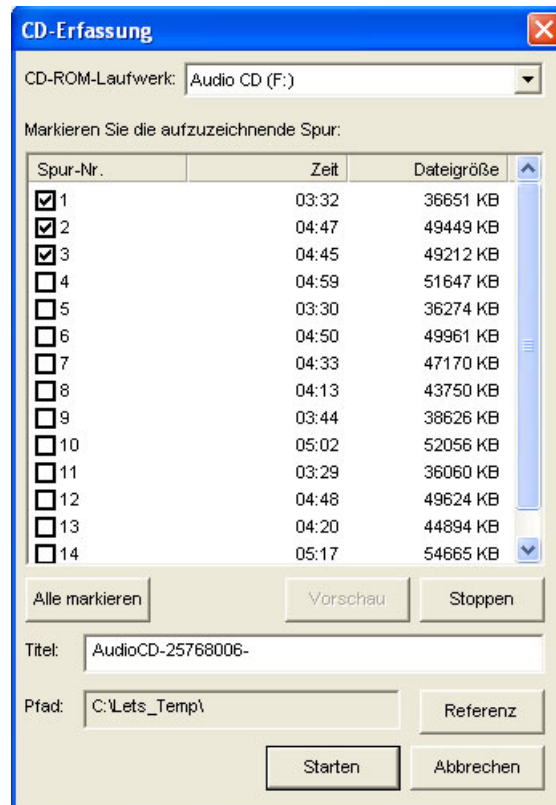 CD-Erfassung
CD-ROM-Laufwerk: Audio CD (F:)
Markieren Sie die aufzuzeichnende Spur:
Spur-Nr. Zeit Dateigröße
1 03:32 36651 KB
2 04:47 49449 KB
3 04:45 49212 KB
4 04:59 51647 KB
5 03:30 36274 KB
6 04:50 49961 KB
7 04:33 47170 KB
8 04:13 43750 KB
9 03:44 38626 KB
10 05:02 52056 KB
11 03:29 36060 KB
12 04:48 49624 KB
13 04:20 44894 KB
14 05:17 54665 KB
Alle markieren Vorschau Stoppen
Titel: AudioCD-25768006-
Pfad: C:\Lets_Temp\ Referenz
Starten Abbrechen